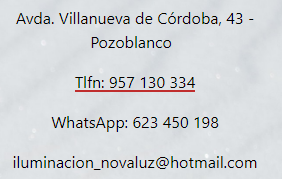 Avda. Villanueva de Córdoba, 43 -
Pozoblanco
Tlfn: 957 130 334
WhatsApp: 623 450 198
iluminacion_novaluz@hotmail.com